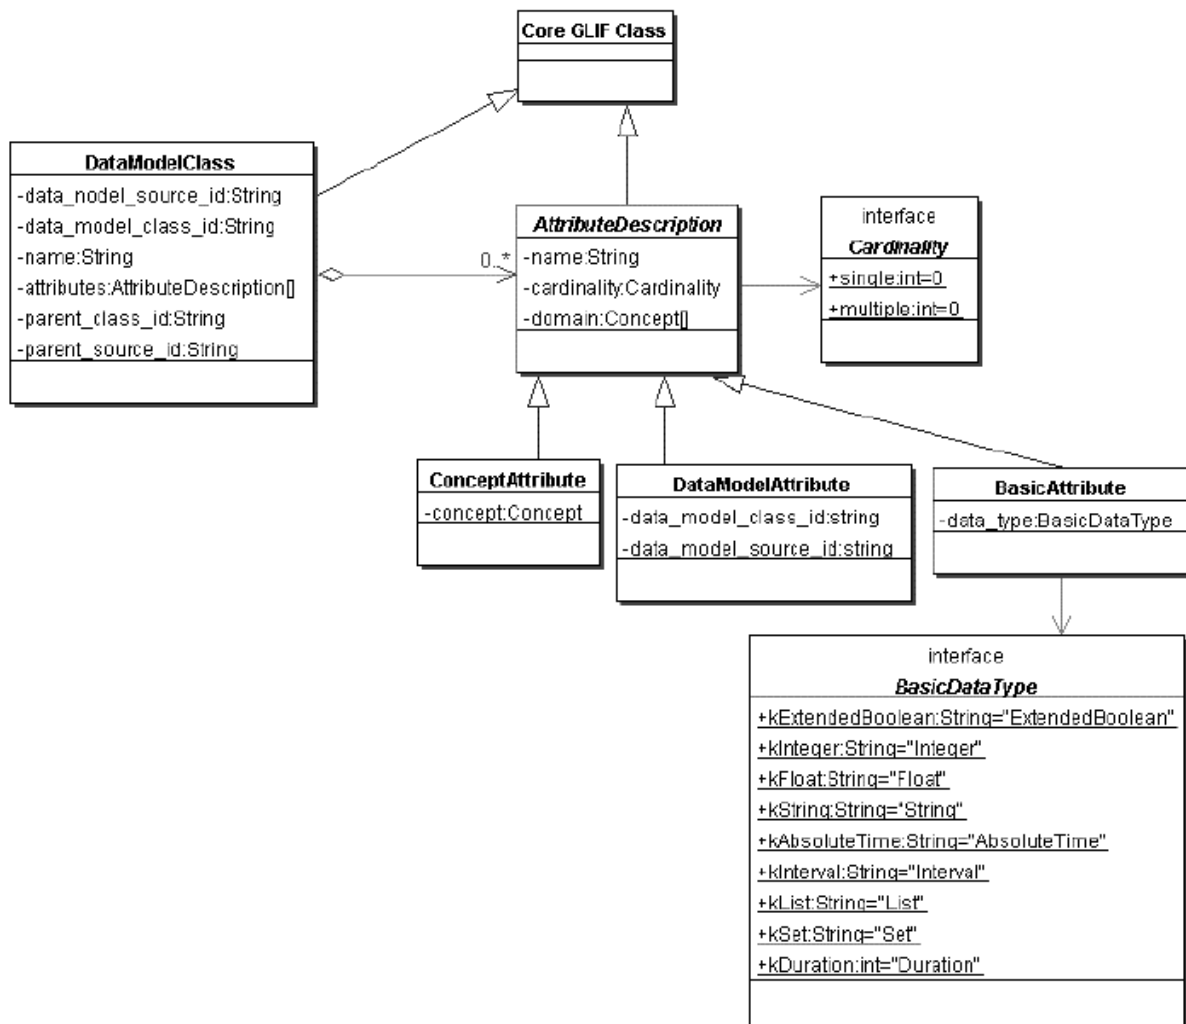 Core GLIF Class
DataModelClass
-data_nodel_source_id:String
-data_model_class_id:String
-name:String
-attributes:AttributeDescription[]
-parent_class_id:String
-parent_source_id:String
0..*
AttributeDescription
-name:String
-cardinality:Cardinality
-domain:Concept[]
interface
Cardinality
+single:int=0
+multiple:int=0
ConceptAttribute
-concept:Concept
DataModelAttribute
-data_model_class_id:string
-data_model_source_id:string
BasicAttribute
-data_type:BasicDataType
interface
BasicDataType
+kExtendedBoolean:String="ExtendedBoolean"
+kInteger:String="Integer"
+kFloat:String="Float"
+kString:String="String"
+kAbsoluteTime:String="AbsoluteTime"
+kInterval:String="Interval"
+kList:String="List"
+kSet:String="Set"
+kDuration:int="Duration"